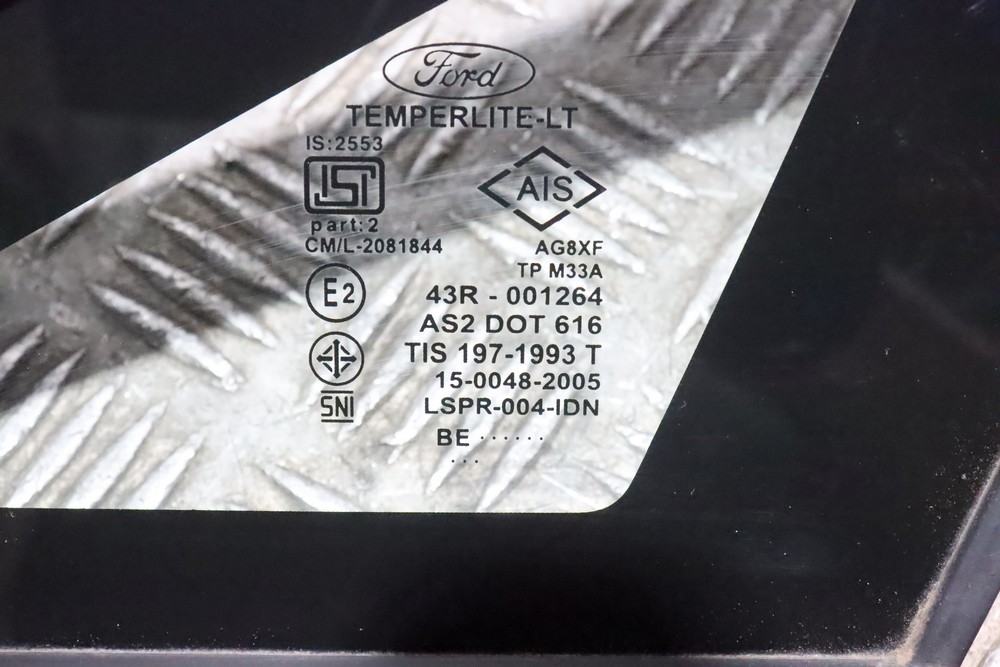 Ford
TEMPERLITE-LT
IS:2553
ISI
part:2
CM/L-2081844
AIS
AG8XF
TP M33A
E2
43R - 001264
AS2 DOT 616
TIS 197-1993 T
15-0048-2005
SNI
LSPR-004-IDN
BE ······
···